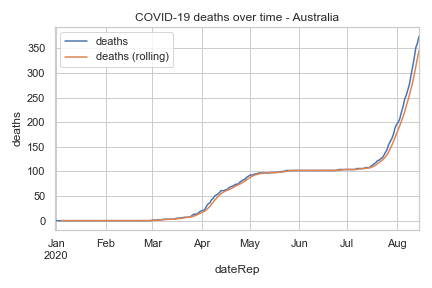 COVID-19 deaths over time - Australia
deaths
deaths (rolling)
350
300
250
200
150
100
50
0
deaths
Jan Feb Mar Apr May Jun Jul Aug
2020
dateRep